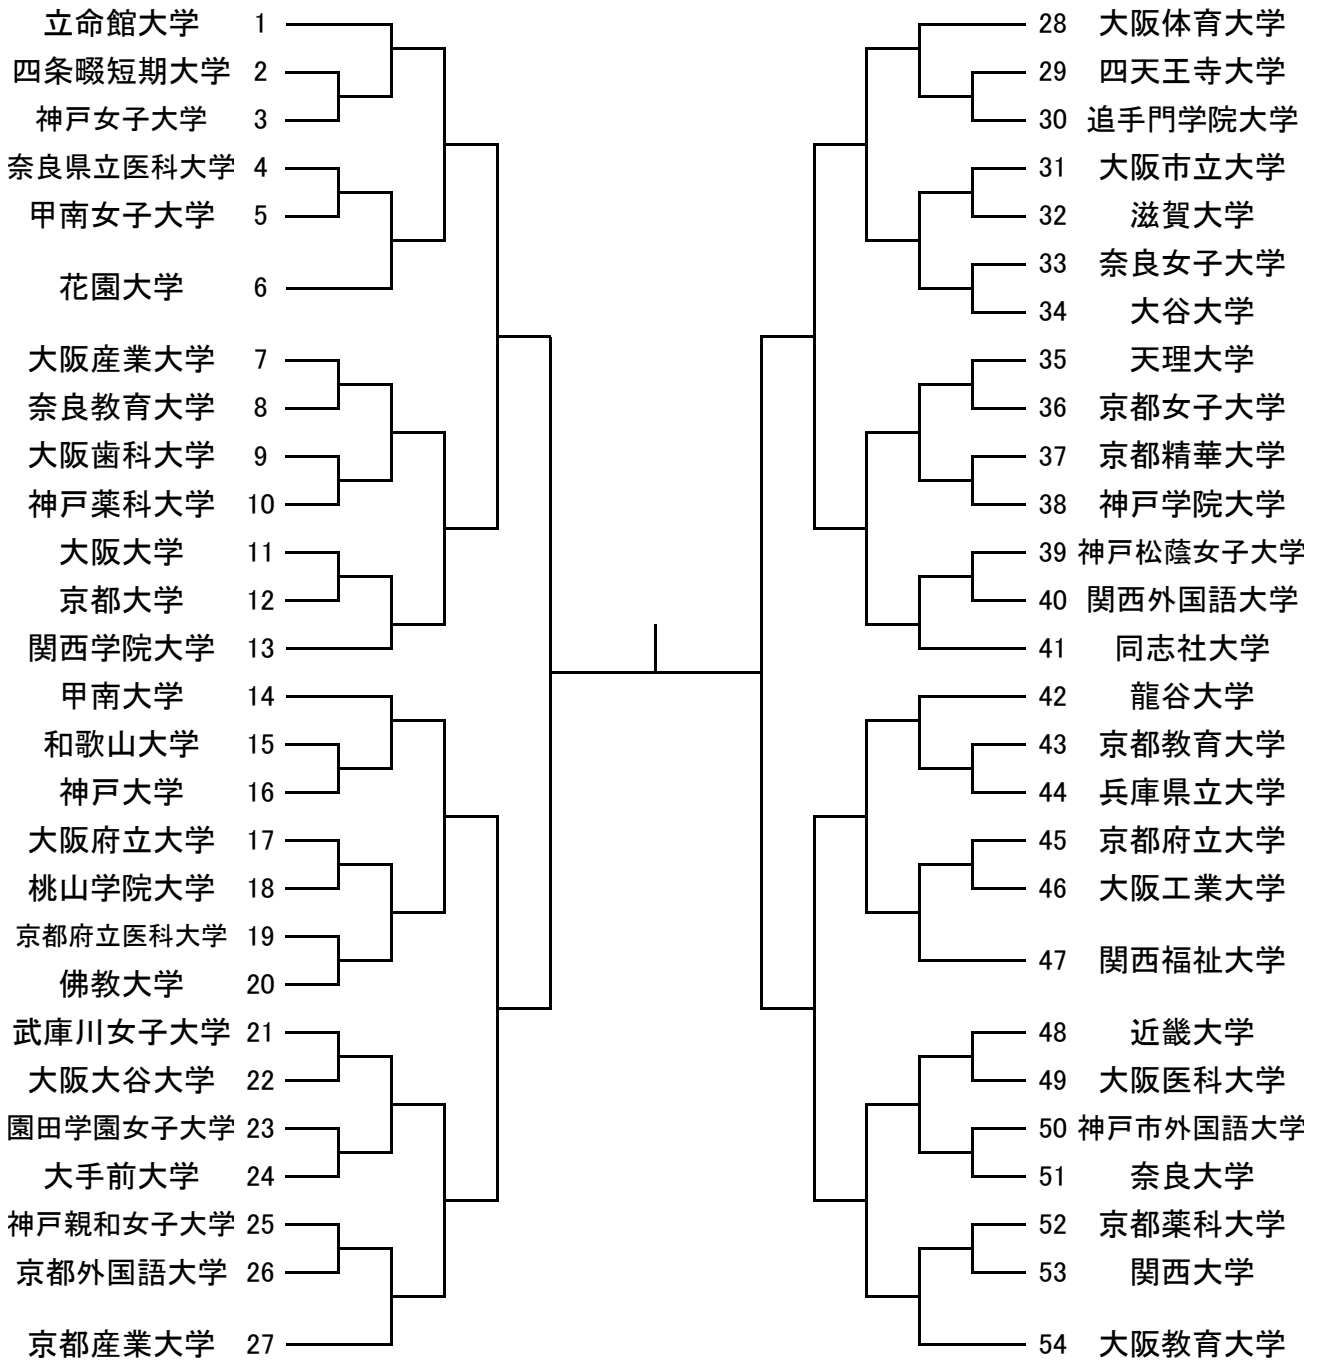 立命館大学 1
四条畷短期大学 2
神戸女子大学 3
奈良県立医科大学 4
甲南女子大学 5
花園大学 6
大阪産業大学 7
奈良教育大学 8
大阪歯科大学 9
神戸薬科大学 10
大阪大学 11
京都大学 12
関西学院大学 13
甲南大学 14
和歌山大学 15
神戸大学 16
大阪府立大学 17
桃山学院大学 18
京都府立医科大学 19
佛教大学 20
武庫川女子大学 21
大阪大谷大学 22
園田学園女子大学 23
大手前大学 24
神戸親和女子大学 25
京都外国語大学 26
京都産業大学 27
28 大阪体育大学
29 四天王寺大学
30 追手門学院大学
31 大阪市立大学
32 滋賀大学
33 奈良女子大学
34 大谷大学
35 天理大学
36 京都女子大学
37 京都精華大学
38 神戸学院大学
39 神戸松蔭女子大学
40 関西外国語大学
41 同志社大学
42 龍谷大学
43 京都教育大学
44 兵庫県立大学
45 京都府立大学
46 大阪工業大学
47 関西福祉大学
48 近畿大学
49 大阪医科大学
50 神戸市外国語大学
51 奈良大学
52 京都薬科大学
53 関西大学
54 大阪教育大学